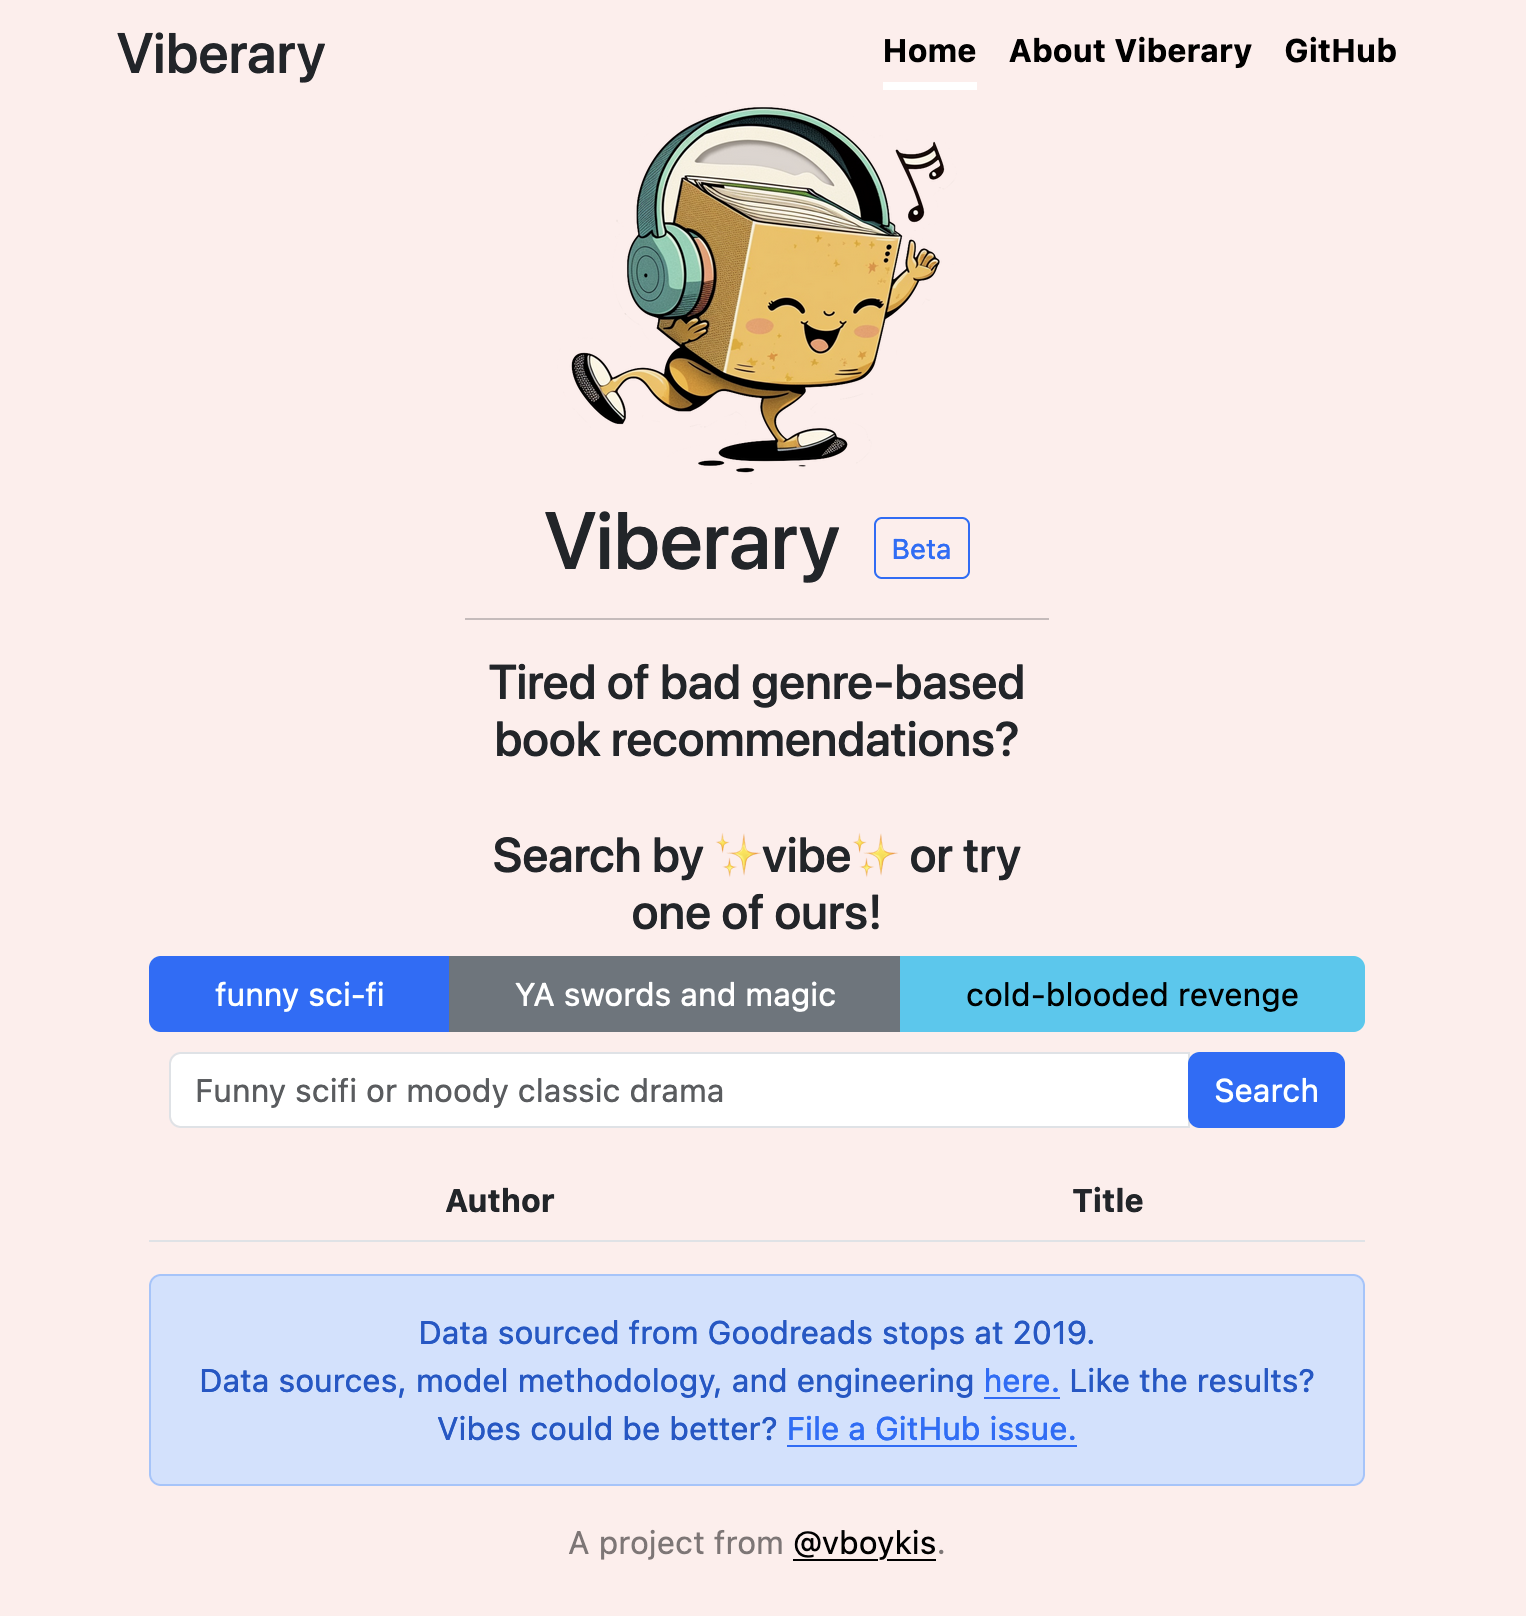 Viberary
Home About Viberary GitHub
Viberary Beta
Tired of bad genre-based
book recommendations?
Search by ✨vibe✨ or try
one of ours!
funny sci-fi YA swords and magic cold-blooded revenge
Funny scifi or moody classic drama Search
Author Title
Data sourced from Goodreads stops at 2019.
Data sources, model methodology, and engineering here. Like the results?
Vibes could be better? File a GitHub issue.
A project from @vboykis.